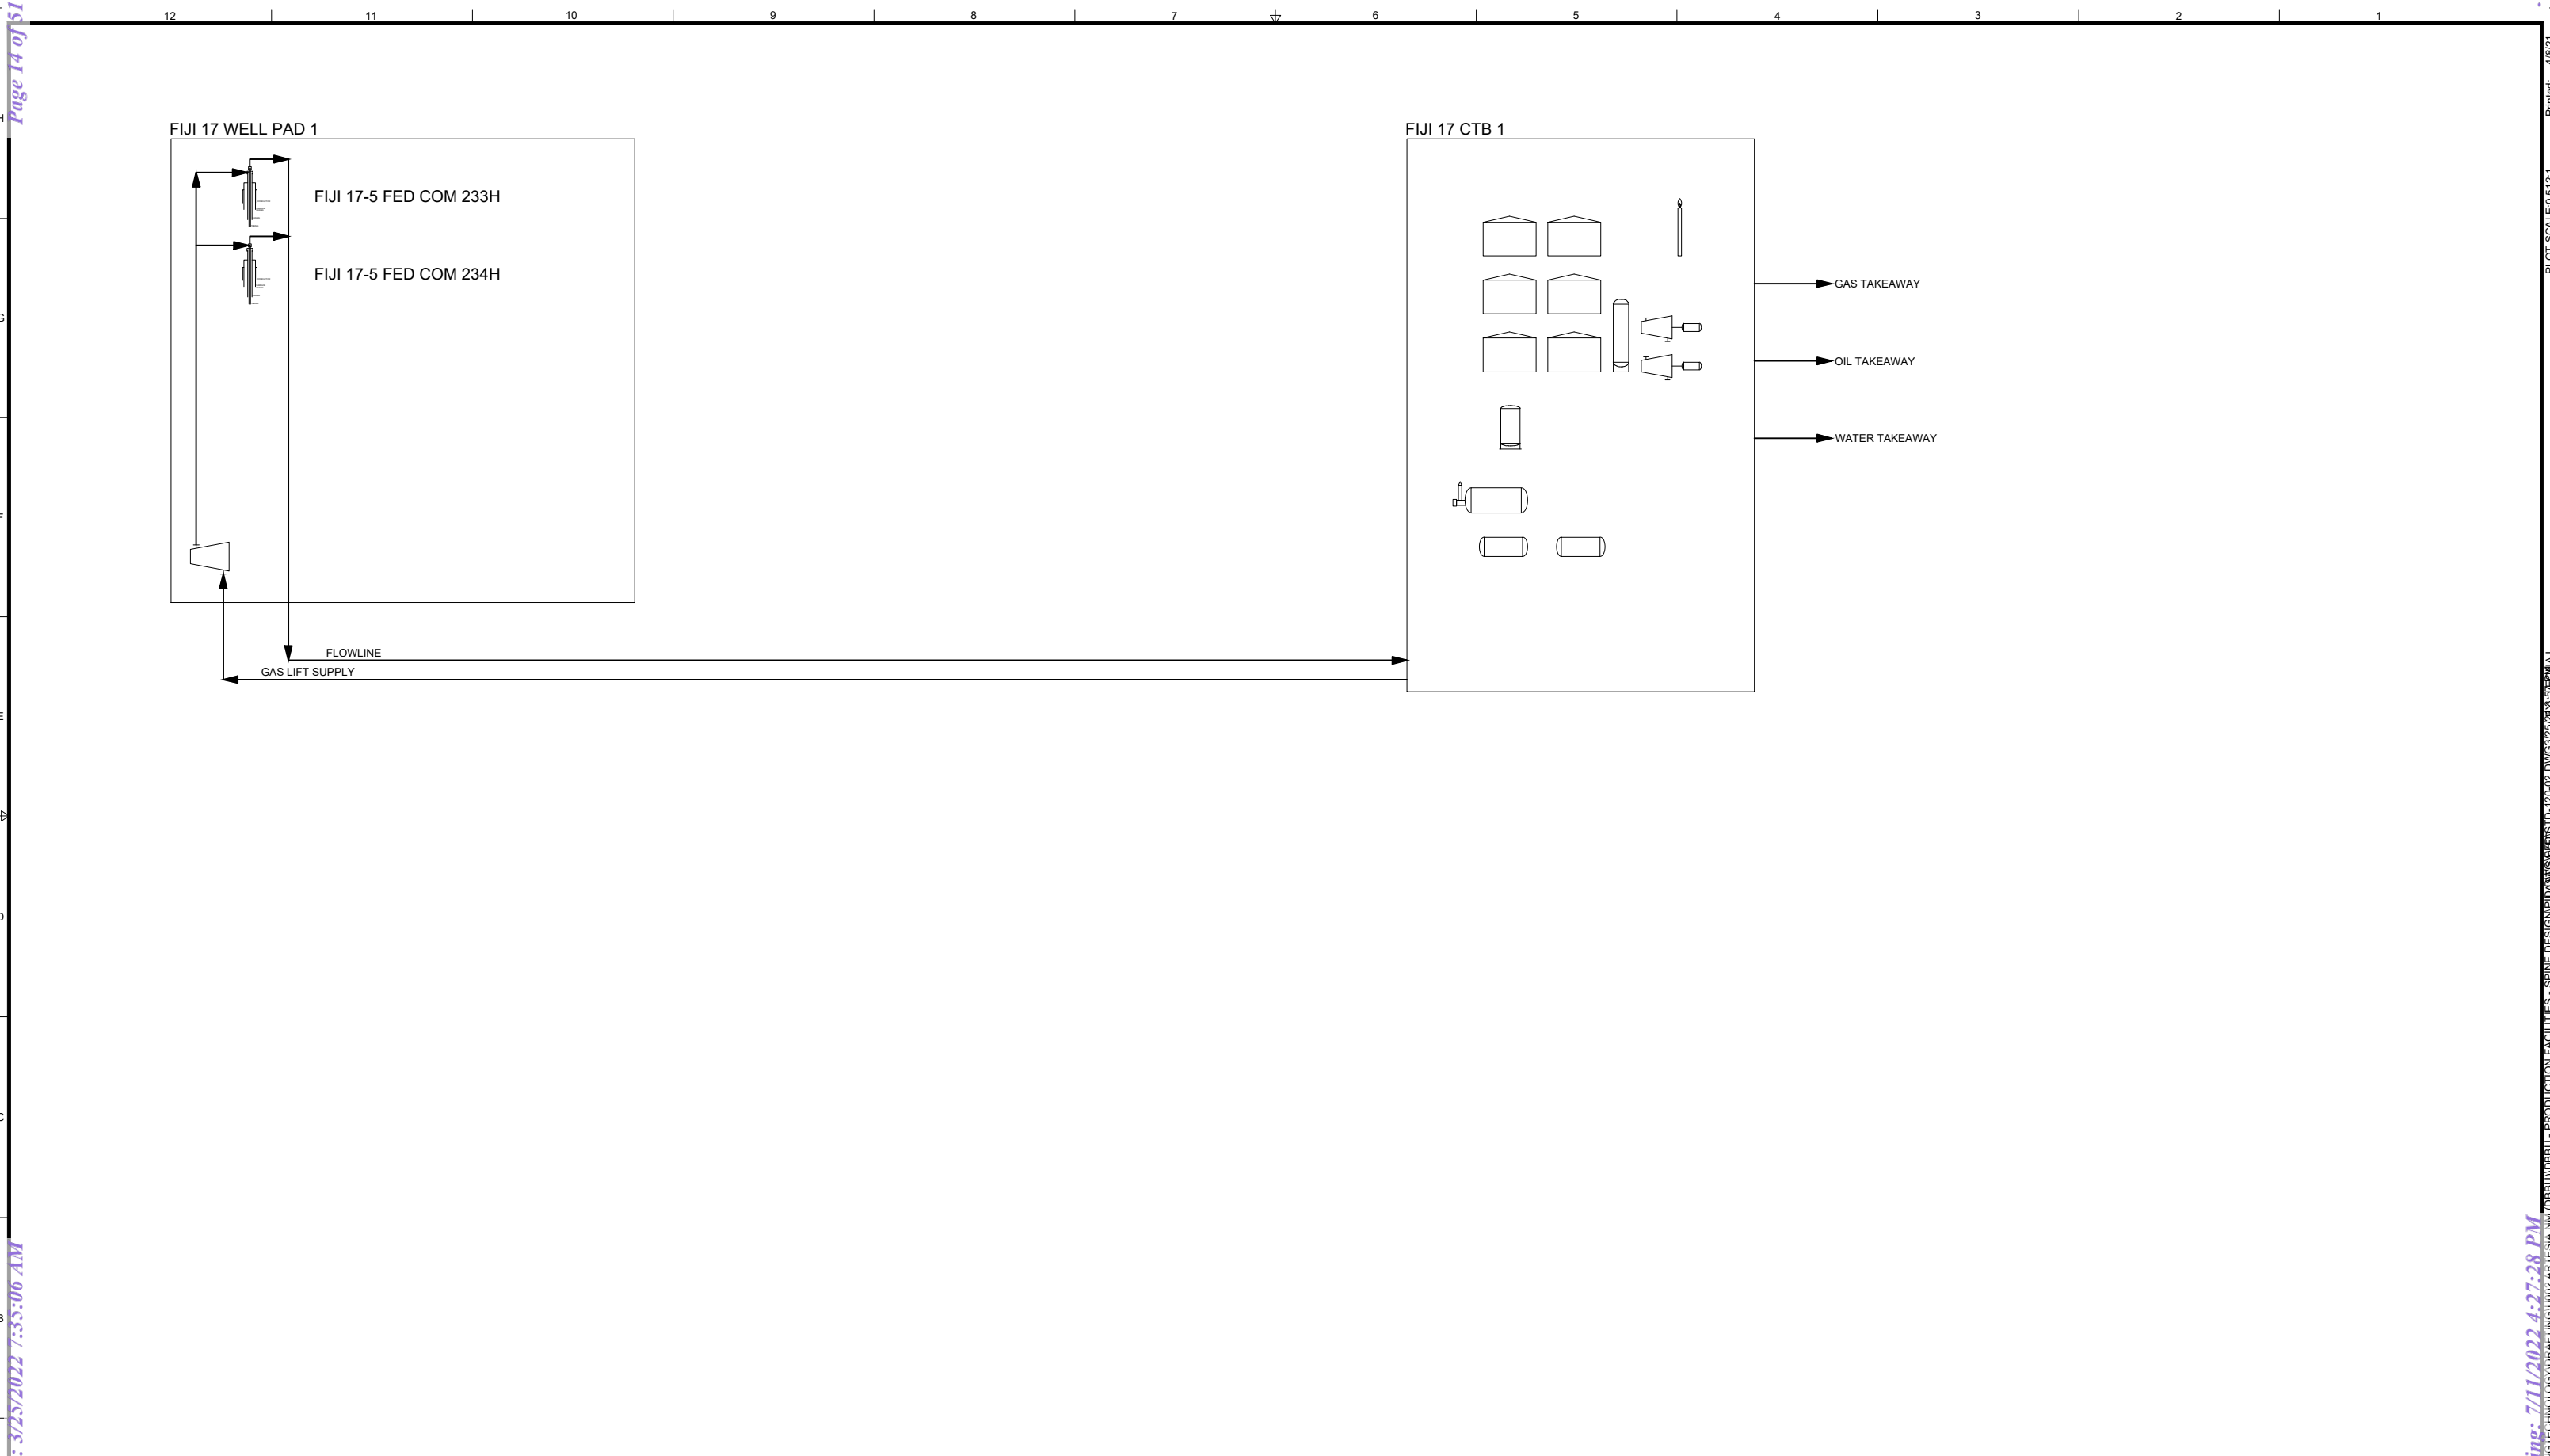 Page 14 of 51
12 11 10 9 8 7 6 5 4 3 2 1
FIJI 17 WELL PAD 1
FIJI 17-5 FED COM 233H
FIJI 17-5 FED COM 234H
FLOWLINE
GAS LIFT SUPPLY
FIJI 17 CTB 1
GAS TAKEAWAY
OIL TAKEAWAY
WATER TAKEAWAY
: 3/25/2022 7:35:06 AM
ing: 7/11/2022 4:27:28 PM